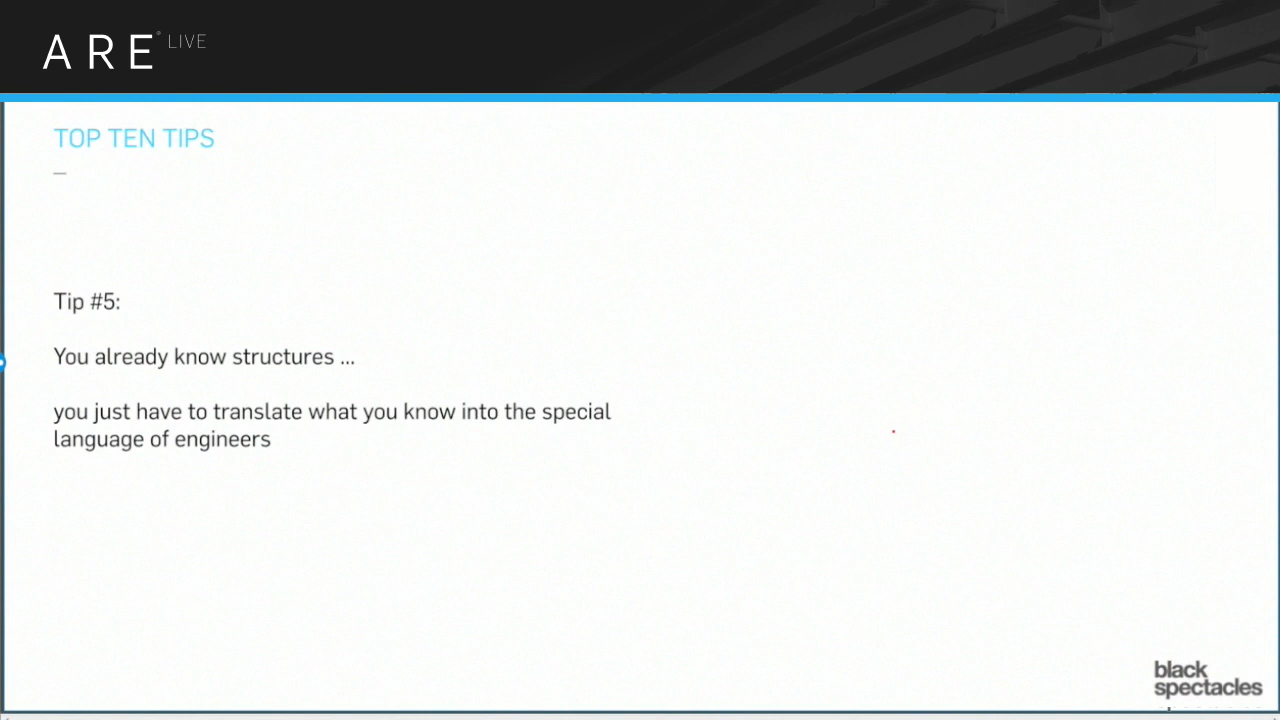 ARE® LIVE
TOP TEN TIPS
—
Tip #5:
You already know structures ...
you just have to translate what you know into the special
language of engineers
black
spectacles